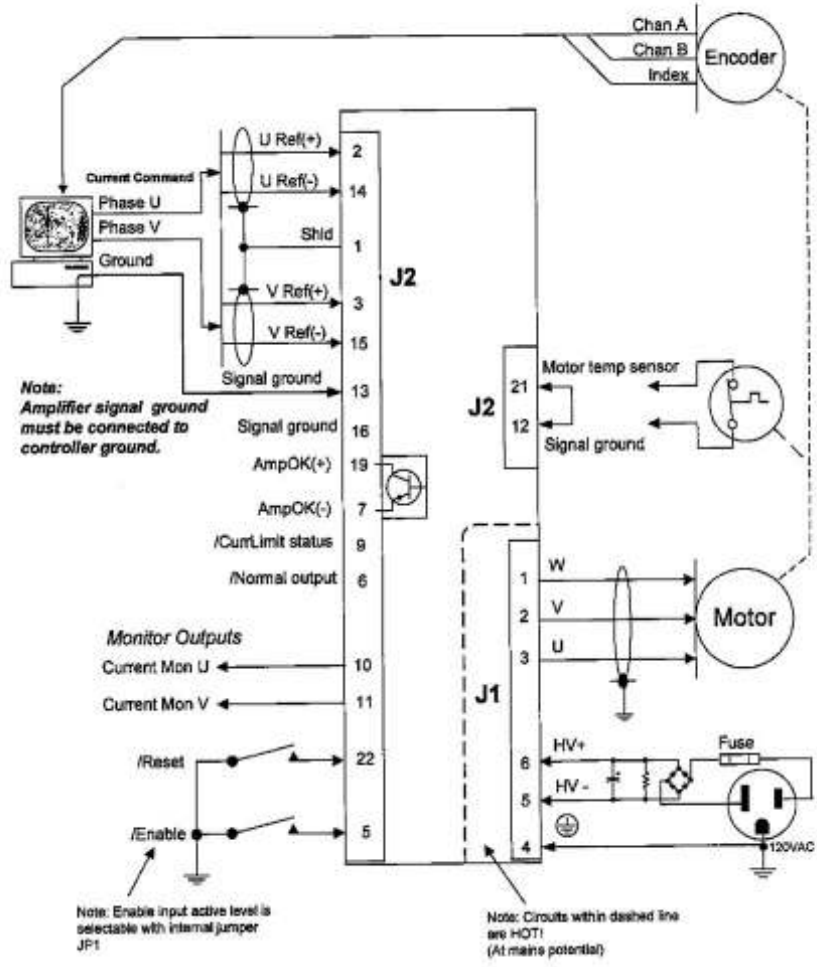 Chan A
Chan B
Index
Encoder
U Ref(+)
2
Current Command
U Ref(-)
14
Phase U
Phase V
Shld
1
Ground
J2
V Ref(+)
3
V Ref(-)
15
Note:
Amplifier signal ground
must be connected to
controller ground.
Signal ground
13
Signal ground
16
AmpOK(+)
19
AmpOK(-)
7
/CurrLimit status
9
/Normal output
6
Motor temp sensor
21
J2
12
Signal ground
W
1
V
2
U
3
Motor
J1
Monitor Outputs
Current Mon U
10
Current Mon V
11
/Reset
22
/Enable
5
HV+
6
HV -
5
4
Fuse
120VAC
Note: Enable input active level is
selectable with internal jumper
JP1
Note: Circuits within dashed line
are HOT!
(At mains potential)